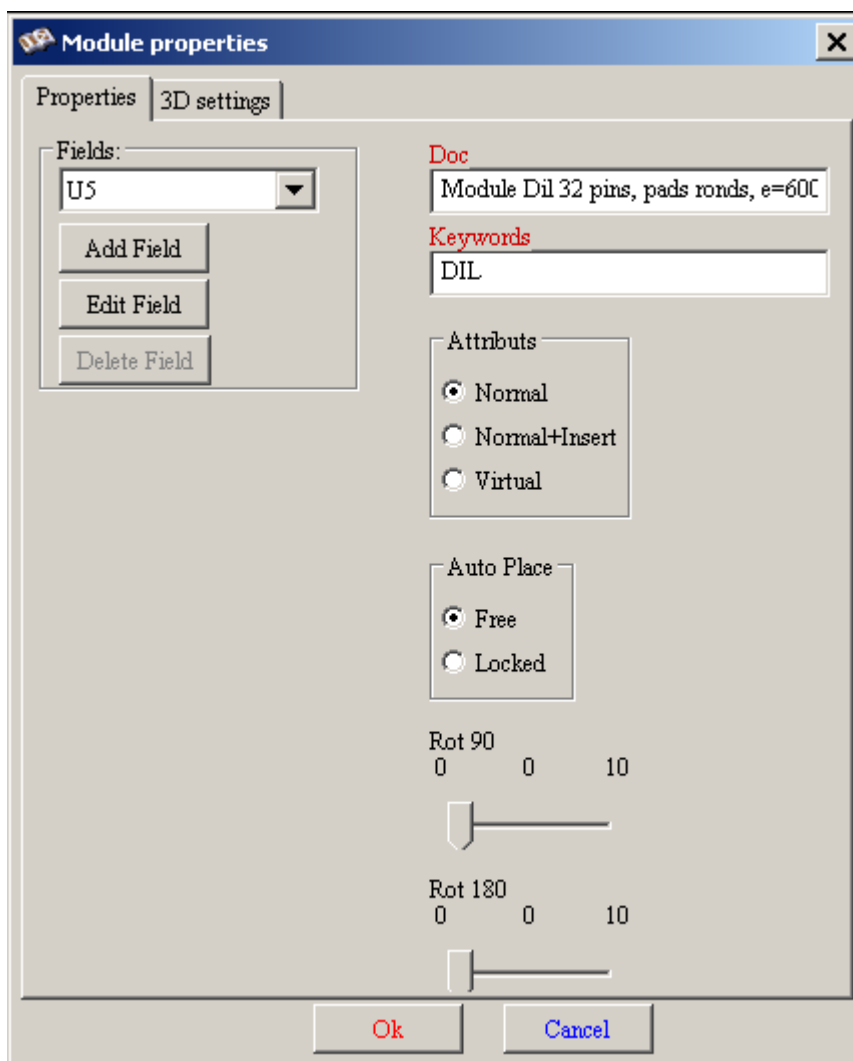 Module properties
Properties
3D settings
Fields:
U5
Add Field
Edit Field
Delete Field
Doc
Module Dil 32 pins, pads ronds, e=600
Keywords
DIL
Attributs
Normal
Normal+Insert
Virtual
Auto Place
Free
Locked
Rot 90
0 0 10
Rot 180
0 0 10
Ok
Cancel